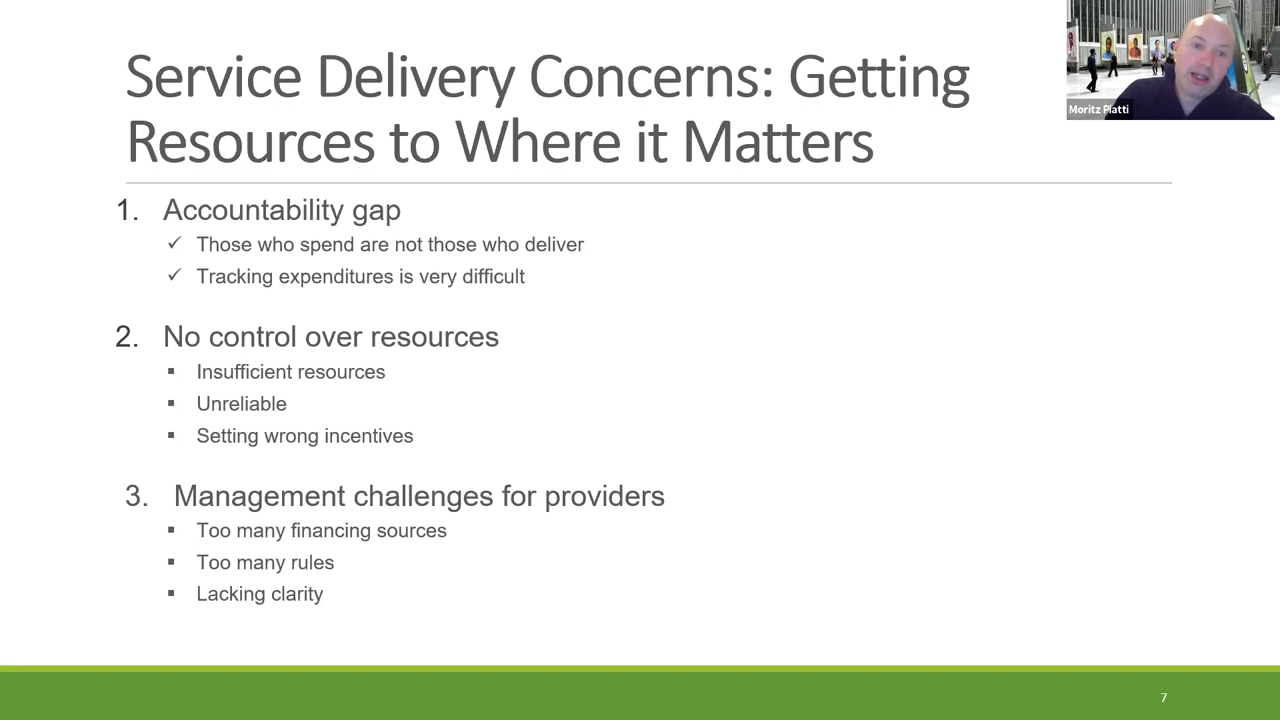 Service Delivery Concerns: Getting
Resources to Where it Matters
Moritz Piatti
1. Accountability gap
✓ Those who spend are not those who deliver
✓ Tracking expenditures is very difficult
2. No control over resources
▪ Insufficient resources
▪ Unreliable
▪ Setting wrong incentives
3. Management challenges for providers
▪ Too many financing sources
▪ Too many rules
▪ Lacking clarity
7